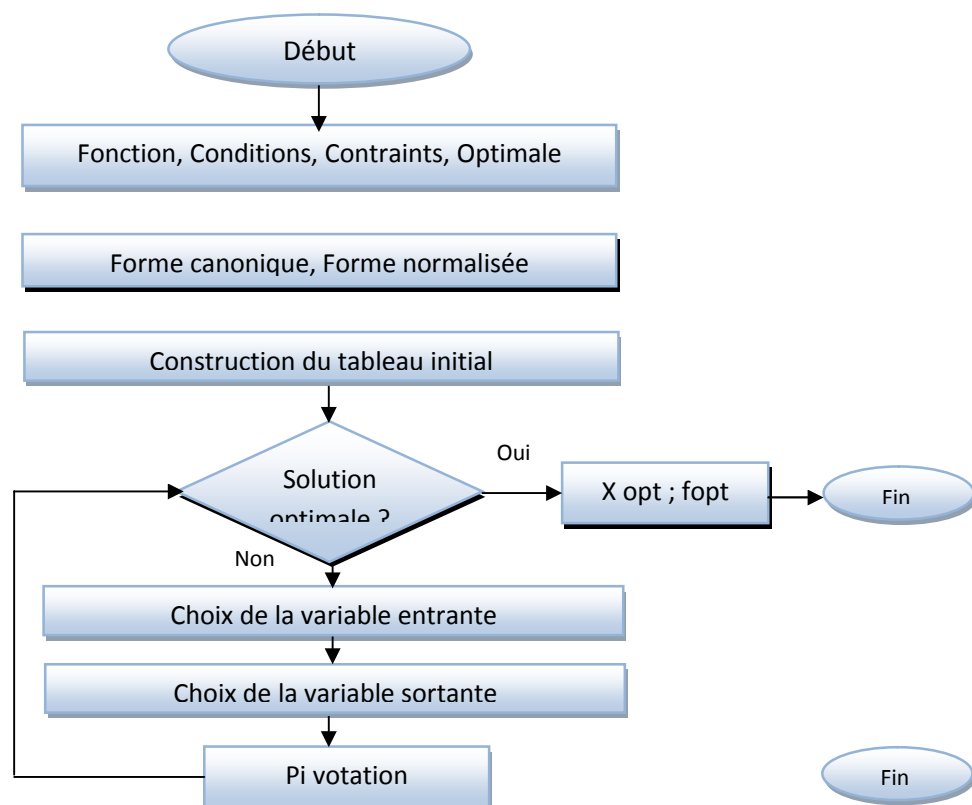 Début
Fonction, Conditions, Contraints, Optimale
Forme canonique, Forme normalisée
Construction du tableau initial
Solution
optimale ?
Oui
X opt ; fopt
Fin
Non
Choix de la variable entrante
Choix de la variable sortante
Pi votation
Fin